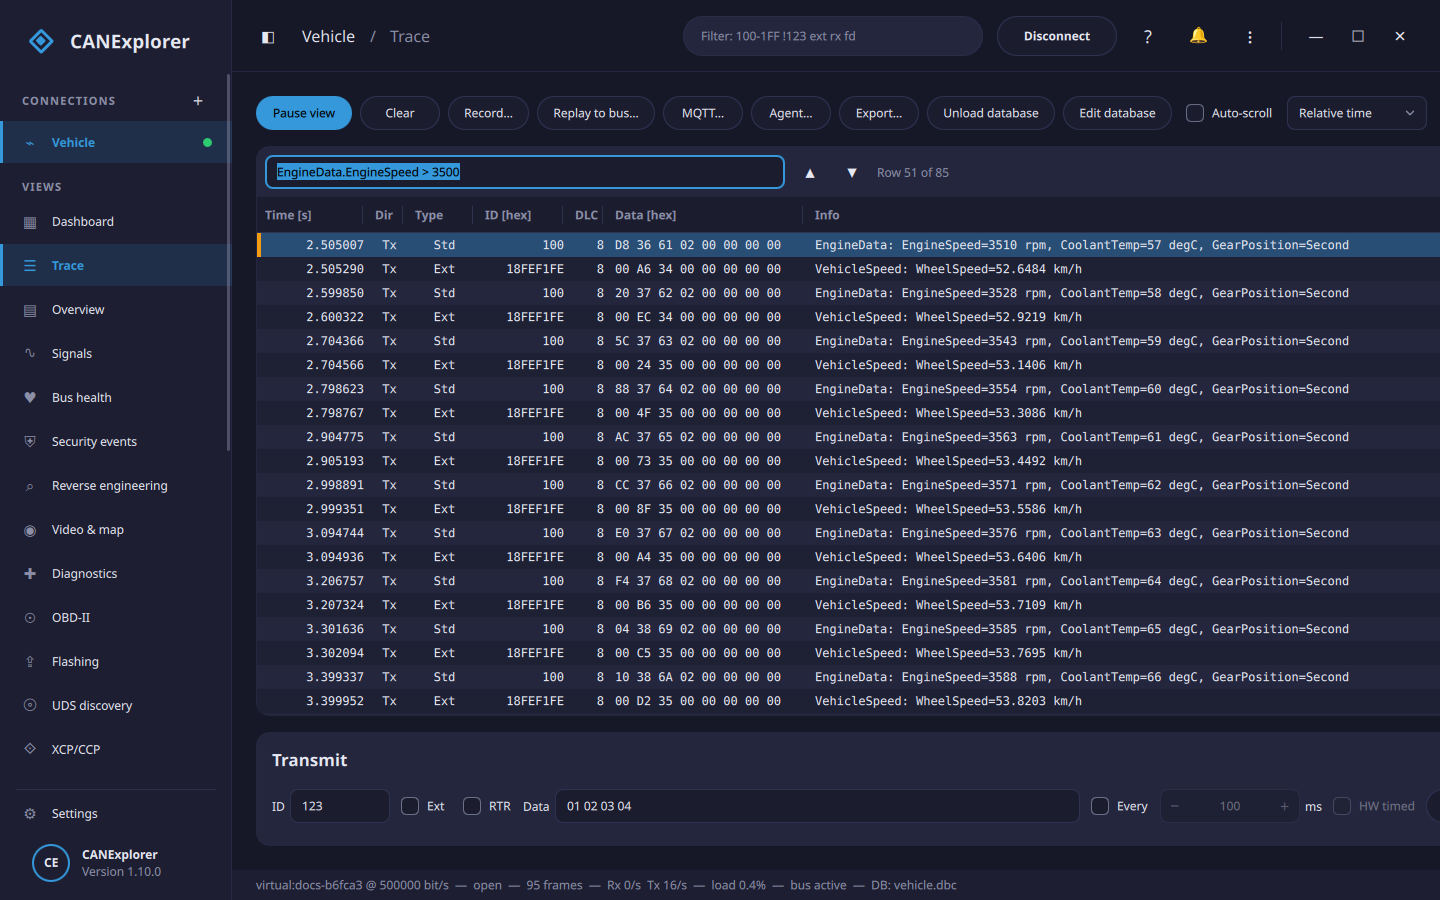 CANExplorer
Vehicle / Trace
Filter: 100-1FF !123 ext rx fd
Disconnect
?
CONNECTIONS +
Vehicle
VIEWS
Dashboard
Trace
Overview
Signals
Bus health
Security events
Reverse engineering
Video & map
Diagnostics
OBD-II
Flashing
UDS discovery
XCP/CCP
Settings
CE
CANExplorer
Version 1.10.0
Pause view Clear Record... Replay to bus... MQTT... Agent... Export... Unload database Edit database Auto-scroll Relative time
EngineData.EngineSpeed > 3500 ▲ ▼ Row 51 of 85
Time [s] Dir Type ID [hex] DLC Data [hex] Info
2.505007 Tx Std 100 8 D8 36 61 02 00 00 00 00 EngineData: EngineSpeed=3510 rpm, CoolantTemp=57 degC, GearPosition=Second
2.505290 Tx Ext 18FEF1FE 8 00 A6 34 00 00 00 00 00 VehicleSpeed: WheelSpeed=52.6484 km/h
2.599850 Tx Std 100 8 20 37 62 02 00 00 00 00 EngineData: EngineSpeed=3528 rpm, CoolantTemp=58 degC, GearPosition=Second
2.600322 Tx Ext 18FEF1FE 8 00 EC 34 00 00 00 00 00 VehicleSpeed: WheelSpeed=52.9219 km/h
2.704366 Tx Std 100 8 5C 37 63 02 00 00 00 00 EngineData: EngineSpeed=3543 rpm, CoolantTemp=59 degC, GearPosition=Second
2.704566 Tx Ext 18FEF1FE 8 00 24 35 00 00 00 00 00 VehicleSpeed: WheelSpeed=53.1406 km/h
2.798623 Tx Std 100 8 88 37 64 02 00 00 00 00 EngineData: EngineSpeed=3554 rpm, CoolantTemp=60 degC, GearPosition=Second
2.798767 Tx Ext 18FEF1FE 8 00 4F 35 00 00 00 00 00 VehicleSpeed: WheelSpeed=53.3086 km/h
2.904775 Tx Std 100 8 AC 37 65 02 00 00 00 00 EngineData: EngineSpeed=3563 rpm, CoolantTemp=61 degC, GearPosition=Second
2.905193 Tx Ext 18FEF1FE 8 00 73 35 00 00 00 00 00 VehicleSpeed: WheelSpeed=53.4492 km/h
2.998891 Tx Std 100 8 CC 37 66 02 00 00 00 00 EngineData: EngineSpeed=3571 rpm, CoolantTemp=62 degC, GearPosition=Second
2.999351 Tx Ext 18FEF1FE 8 00 8F 35 00 00 00 00 00 VehicleSpeed: WheelSpeed=53.5586 km/h
3.094744 Tx Std 100 8 E0 37 67 02 00 00 00 00 EngineData: EngineSpeed=3576 rpm, CoolantTemp=63 degC, GearPosition=Second
3.094936 Tx Ext 18FEF1FE 8 00 A4 35 00 00 00 00 00 VehicleSpeed: WheelSpeed=53.6406 km/h
3.206757 Tx Std 100 8 F4 37 68 02 00 00 00 00 EngineData: EngineSpeed=3581 rpm, CoolantTemp=64 degC, GearPosition=Second
3.207324 Tx Ext 18FEF1FE 8 00 B6 35 00 00 00 00 00 VehicleSpeed: WheelSpeed=53.7109 km/h
3.301636 Tx Std 100 8 04 38 69 02 00 00 00 00 EngineData: EngineSpeed=3585 rpm, CoolantTemp=65 degC, GearPosition=Second
3.302094 Tx Ext 18FEF1FE 8 00 C5 35 00 00 00 00 00 VehicleSpeed: WheelSpeed=53.7695 km/h
3.399337 Tx Std 100 8 10 38 6A 02 00 00 00 00 EngineData: EngineSpeed=3588 rpm, CoolantTemp=66 degC, GearPosition=Second
3.399952 Tx Ext 18FEF1FE 8 00 D2 35 00 00 00 00 00 VehicleSpeed: WheelSpeed=53.8203 km/h
Transmit
ID 123 Ext RTR Data 01 02 03 04 Every − 100 + ms HW timed
virtual:docs-b6fca3 @ 500000 bit/s — open — 95 frames — Rx 0/s Tx 16/s — load 0.4% — bus active — DB: vehicle.dbc